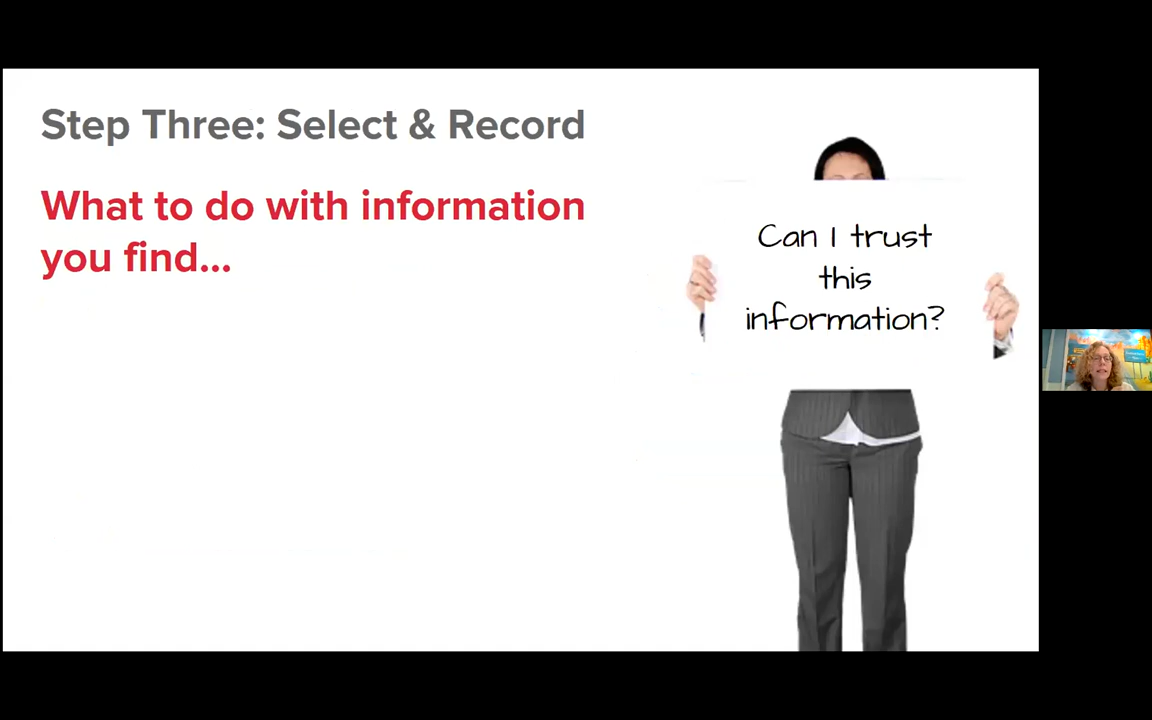 Step Three: Select & Record
What to do with information
you find...
Can I trust
this
information?